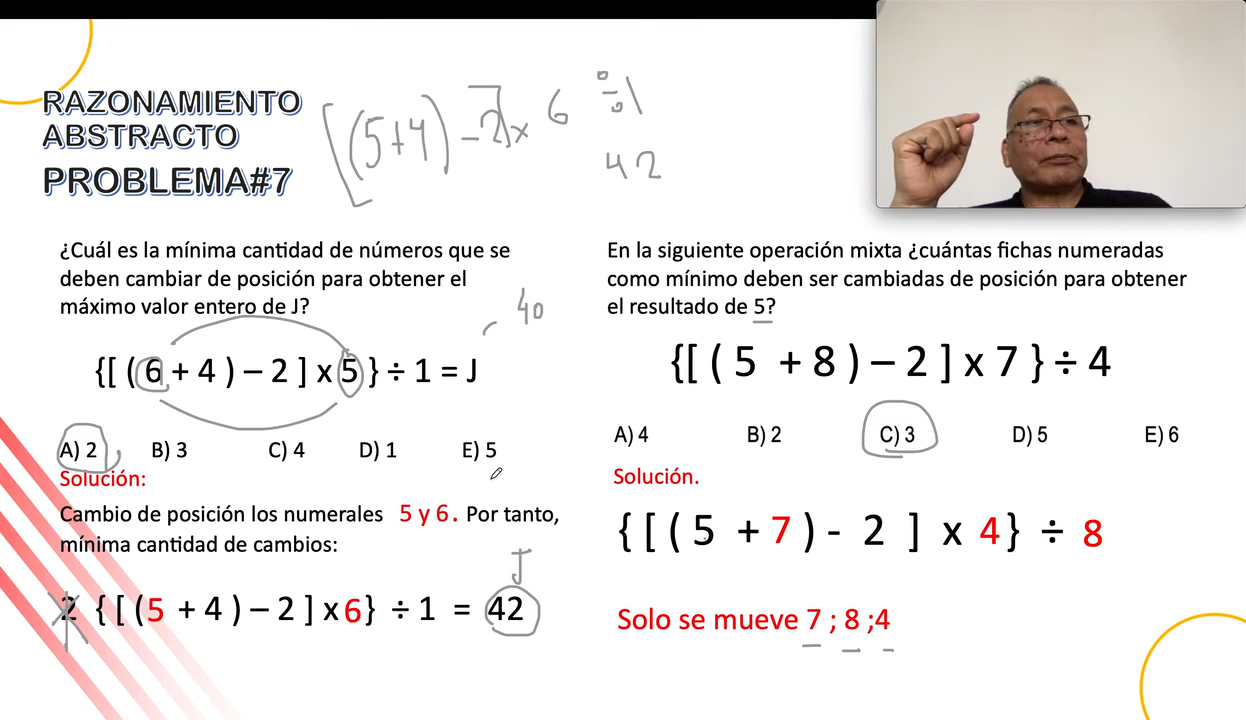 RAZONAMIENTO
ABSTRACTO
PROBLEMA#7
[(5+4) -2] x 6 ÷1
42
¿Cuál es la mínima cantidad de números que se
deben cambiar de posición para obtener el
máximo valor entero de J?
40
{[ ( 6 + 4 ) – 2 ] x 5 } ÷ 1 = J
A) 2 B) 3 C) 4 D) 1 E) 5
Solución:
Cambio de posición los numerales 5 y 6. Por tanto,
mínima cantidad de cambios:
J
2 { [ ( 5 + 4 ) – 2 ] x 6} ÷ 1 = 42
En la siguiente operación mixta ¿cuántas fichas numeradas
como mínimo deben ser cambiadas de posición para obtener
el resultado de 5?
{[ ( 5 + 8 ) – 2 ] x 7 } ÷ 4
A) 4 B) 2 C) 3 D) 5 E) 6
Solución.
{ [ ( 5 + 7 ) - 2 ] x 4} ÷ 8
Solo se mueve 7 ; 8 ;4